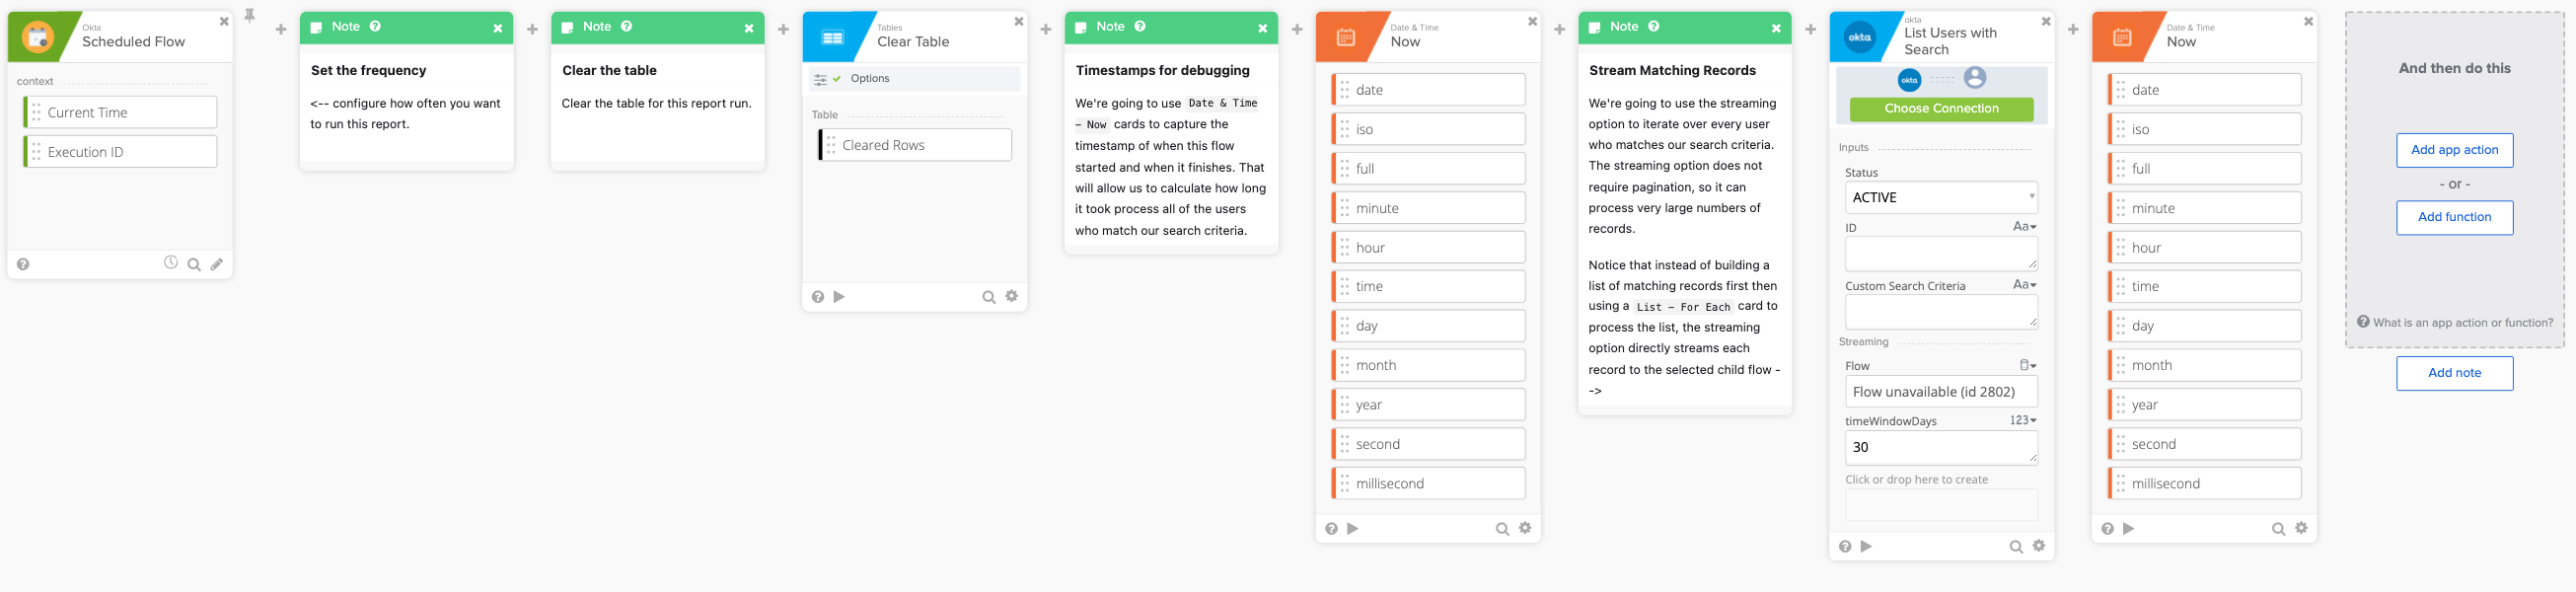 Okta
Scheduled Flow
context
Current Time
Execution ID
Note
Set the frequency
<-- configure how often you want
to run this report.
Note
Clear the table
Clear the table for this report run.
Tables
Clear Table
Options
Table
Cleared Rows
Note
Timestamps for debugging
We're going to use Date & Time
- Now cards to capture the
timestamp of when this flow
started and when it finishes. That
will allow us to calculate how long
it took process all of the users
who match our search criteria.
Date & Time
Now
date
iso
full
minute
hour
time
day
month
year
second
millisecond
Note
Stream Matching Records
We're going to use the streaming
option to iterate over every user
who matches our search criteria.
The streaming option does not
require pagination, so it can
process very large numbers of
records.
Notice that instead of building a
list of matching records first then
using a List - For Each card to
process the list, the streaming
option directly streams each
record to the selected child flow -
->
okta
okta
List Users with
Search
okta
Choose Connection
Inputs
Status
ACTIVE
ID Aa
Custom Search Criteria Aa
Streaming
Flow
Flow unavailable (id 2802)
timeWindowDays 123
30
Click or drop here to create
Date & Time
Now
date
iso
full
minute
hour
time
day
month
year
second
millisecond
And then do this
Add app action
- or -
Add function
What is an app action or function?
Add note